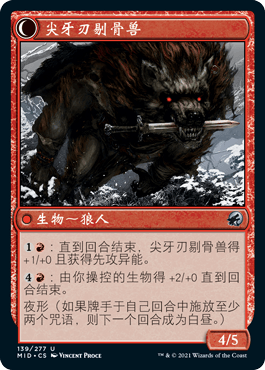 尖牙刃剔骨兽
生物～狼人
1 : 直到回合结束，尖牙刃剔骨兽得
+1/+0 且获得先攻异能。
4 : 由你操控的生物得 +2/+0 直到回
合结束。
夜形（如果牌手于自己回合中施放至少
两个咒语，则下一个回合成为白昼。）
4/5
139/277 U
MID • CS VINCENT PROCE
™ & © 2021 Wizards of the Coast